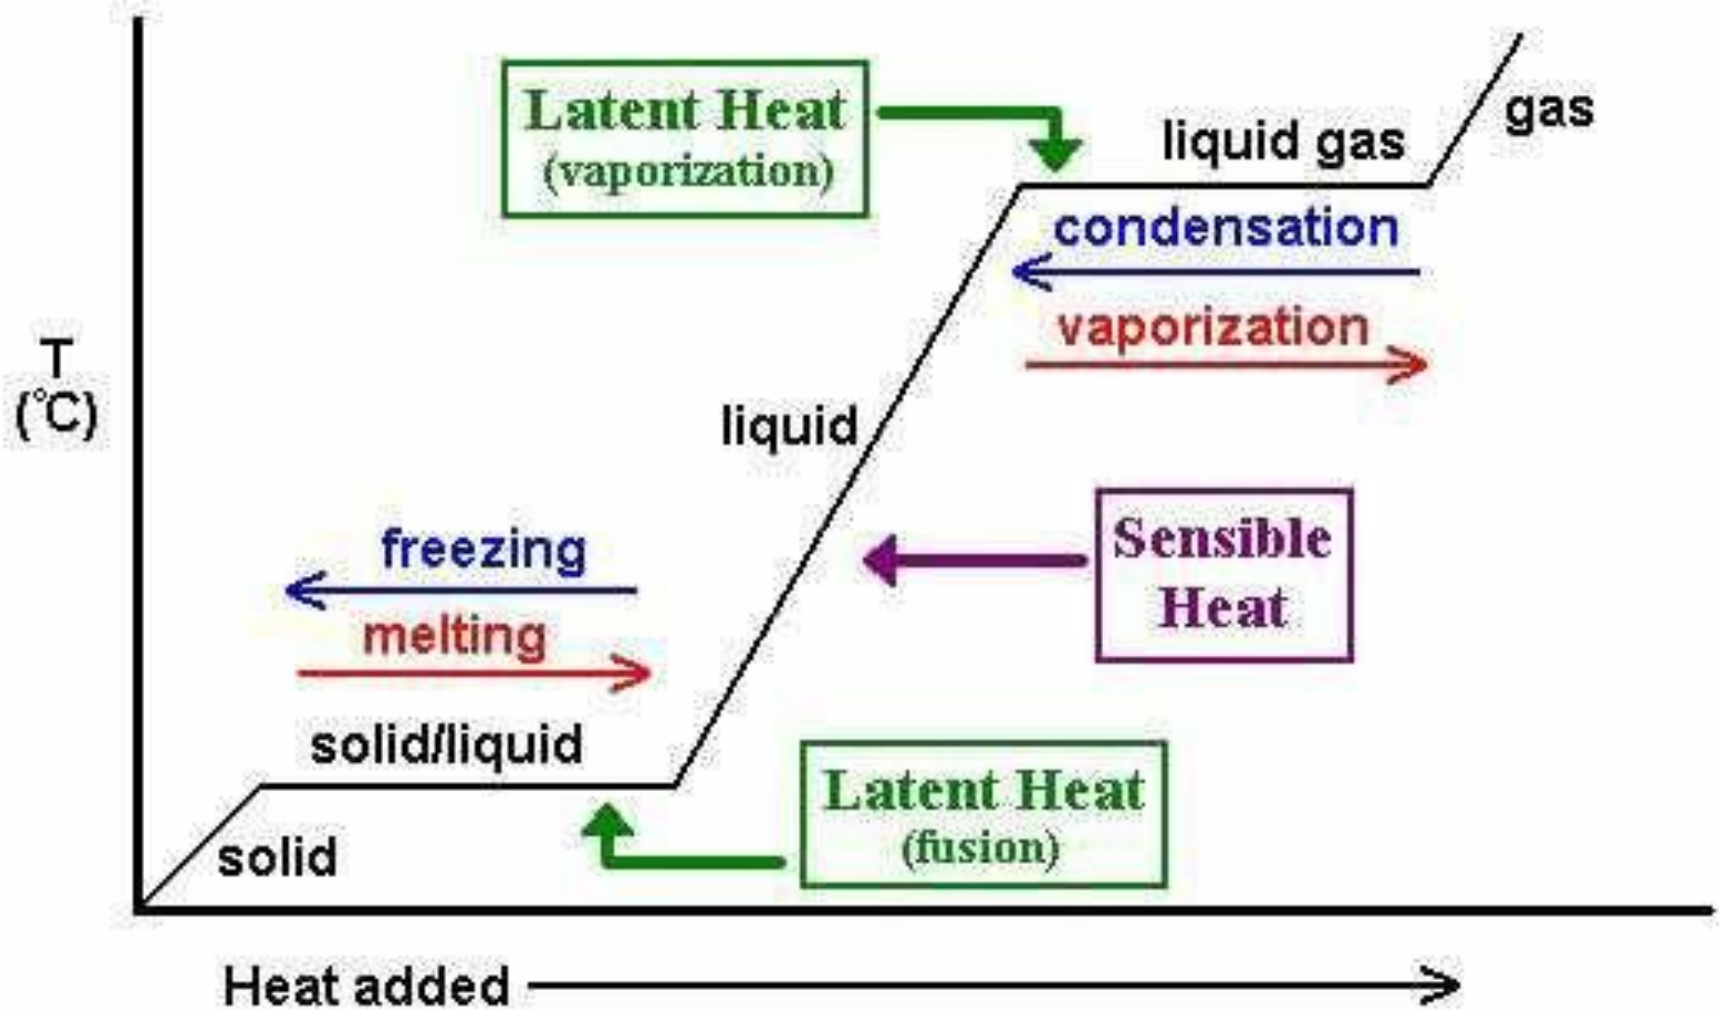 Latent Heat
(vaporization)
liquid gas
gas
condensation
vaporization
T
(°C)
liquid
Sensible
Heat
freezing
melting
solid/liquid
Latent Heat
(fusion)
solid
Heat added